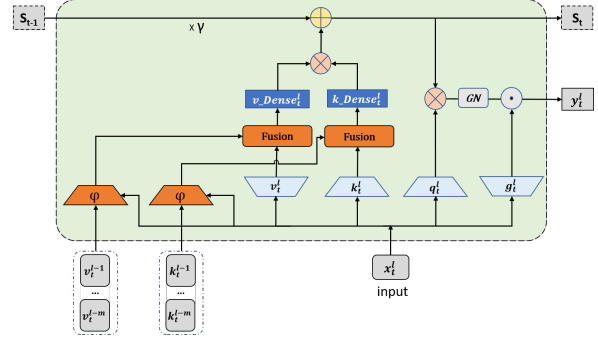 S_{t-1}
× γ
S_t
v_Dense_t^l
k_Dense_t^l
GN
y_t^l
Fusion
Fusion
φ
φ
v_t^l
k_t^l
q_t^l
g_t^l
v_t^{l-1}
...
v_t^{l-m}
k_t^{l-1}
...
k_t^{l-m}
x_t^l
input